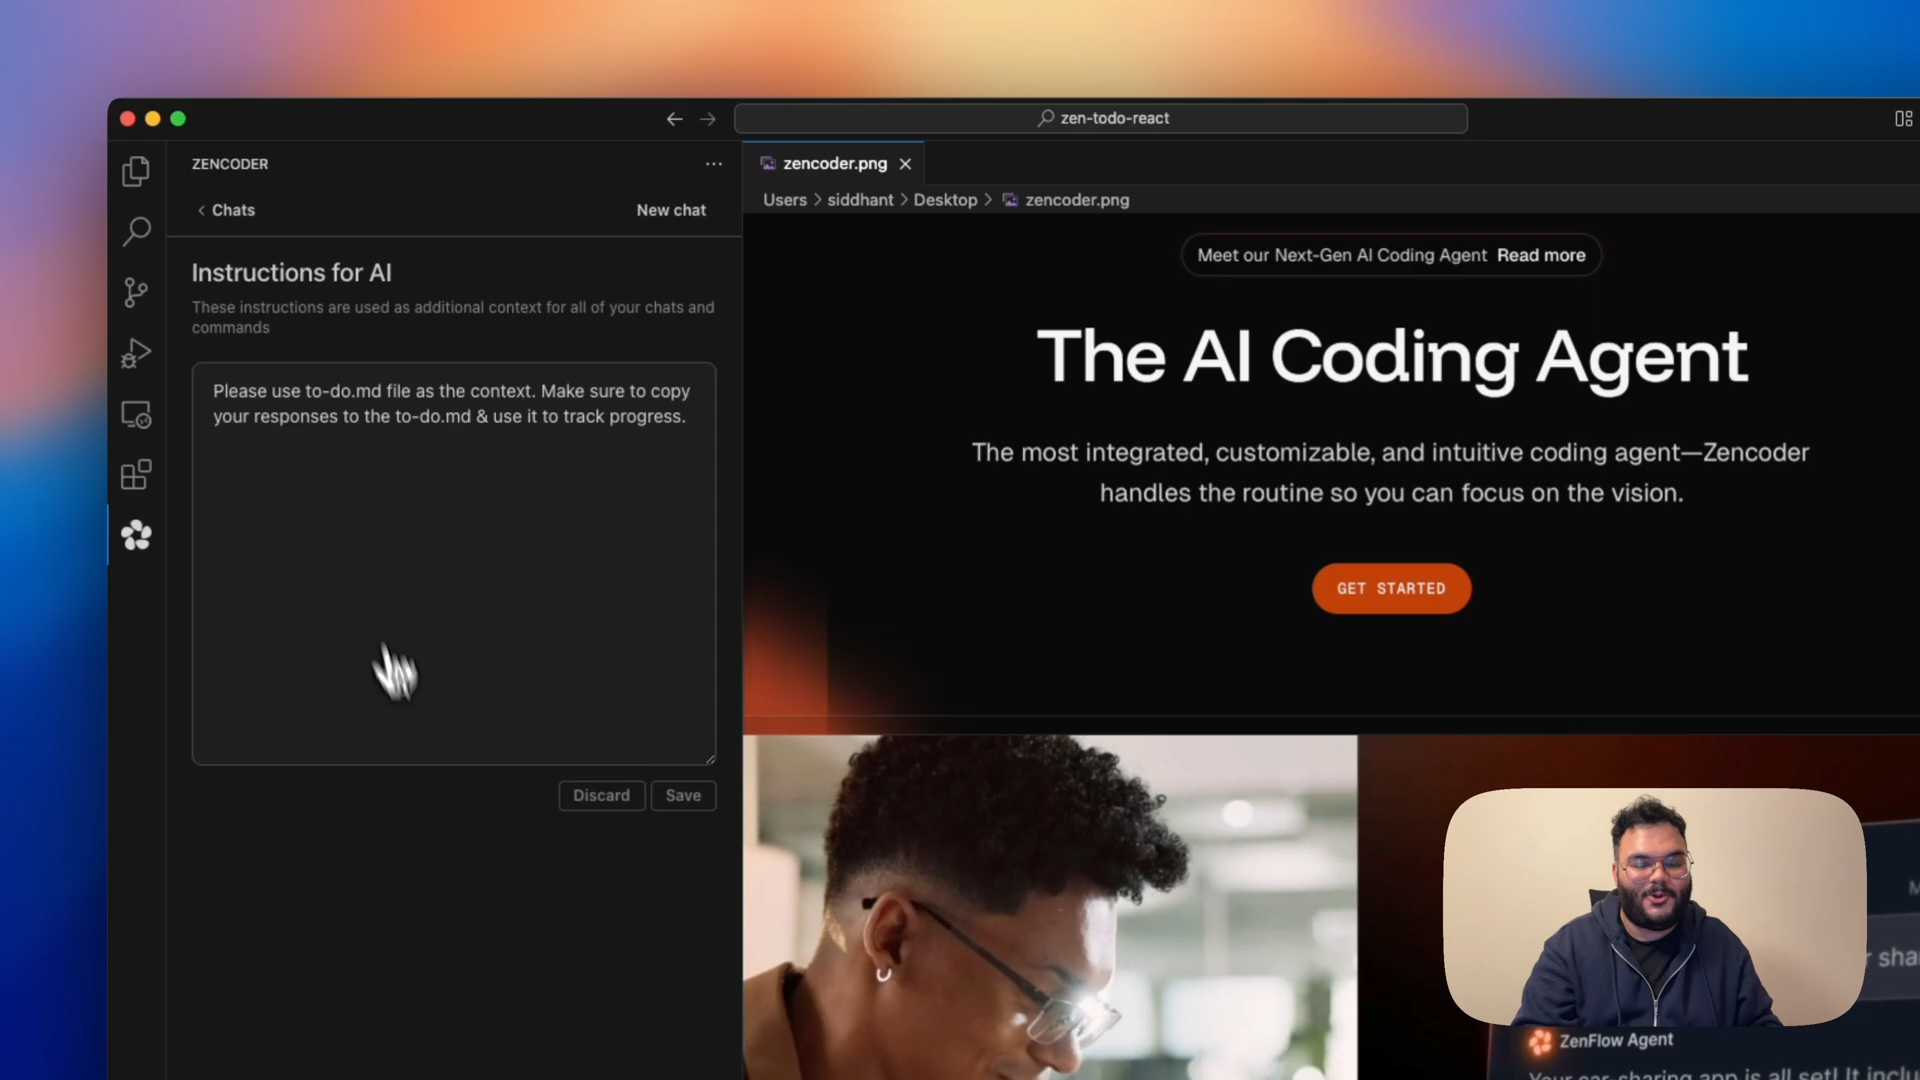 zen-todo-react
ZENCODER
Chats
New chat
Instructions for AI
These instructions are used as additional context for all of your chats and
commands
Please use to-do.md file as the context. Make sure to copy
your responses to the to-do.md & use it to track progress.
Discard
Save
zencoder.png
Users > siddhant > Desktop > zencoder.png
Meet our Next-Gen AI Coding Agent Read more
The AI Coding Agent
The most integrated, customizable, and intuitive coding agent—Zencoder
handles the routine so you can focus on the vision.
GET STARTED
ZenFlow Agent